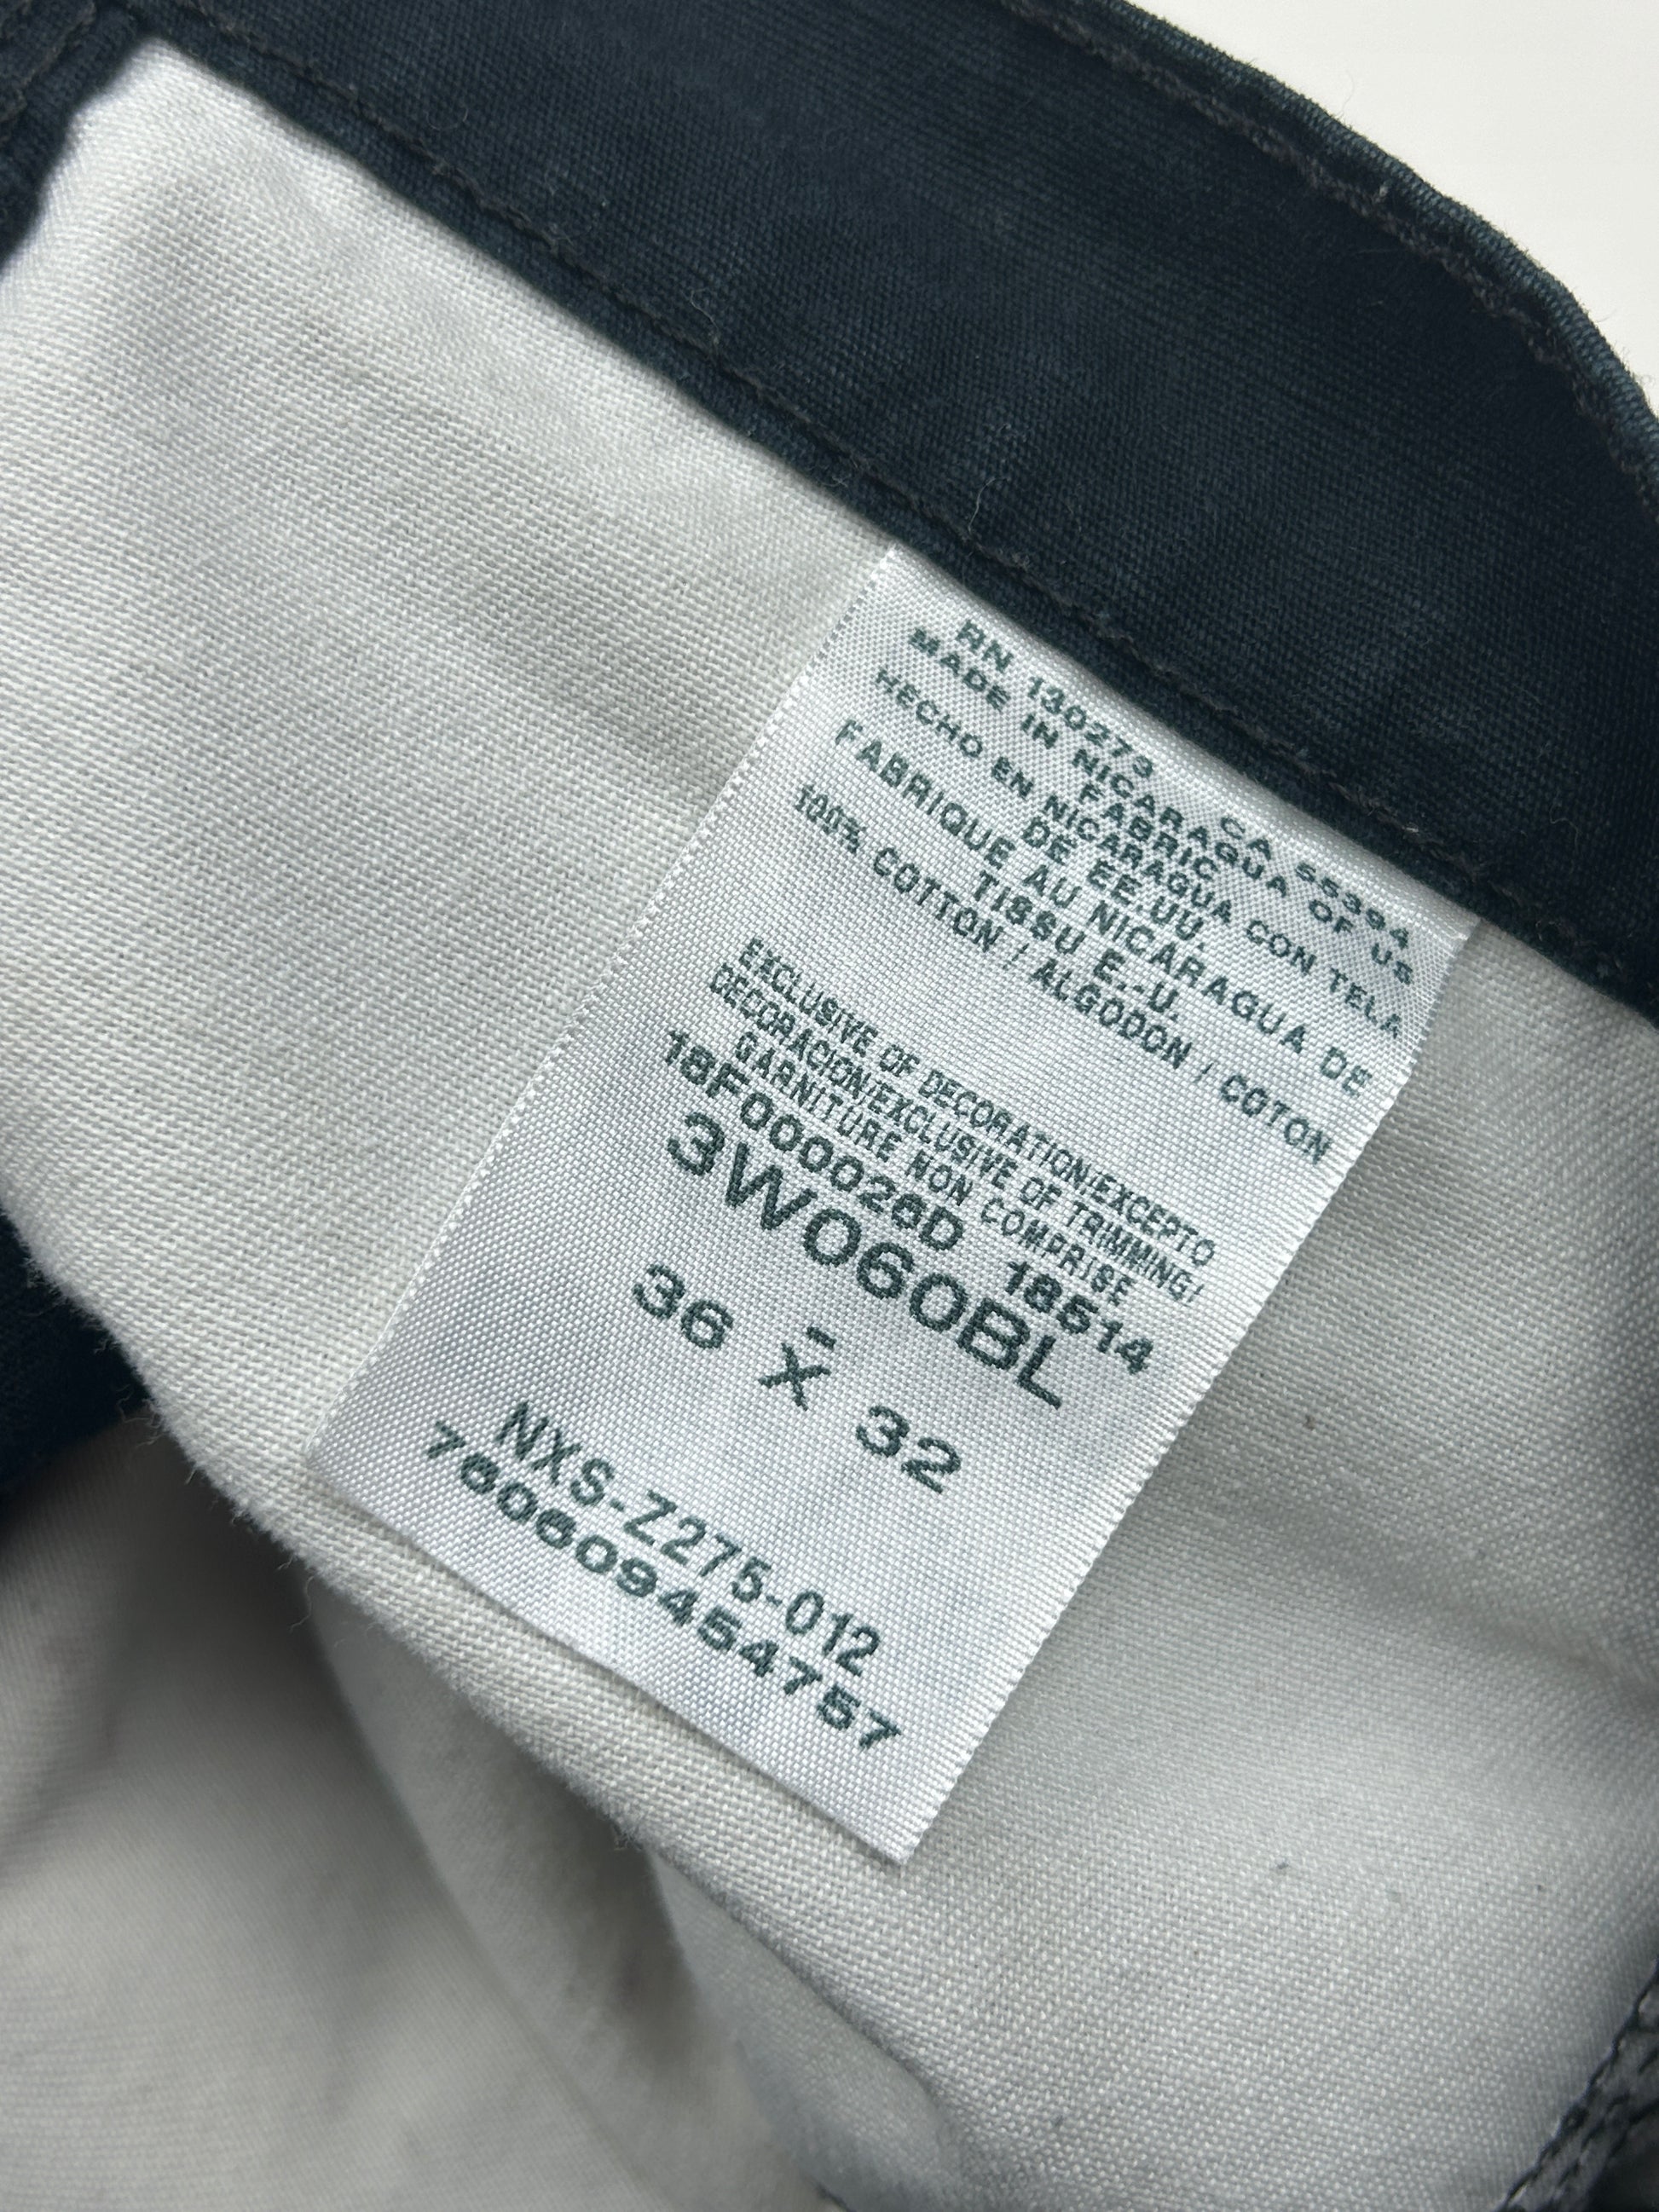 RN 130273 CA 55394
MADE IN NICARAGUA OF US
FABRIC
HECHO EN NICARAGUA CON TELA
DE EE.UU.
FABRIQUE AU NICARAGUA DE
TISSU E.-U.
100% COTTON / ALGODON / COTON
EXCLUSIVE OF DECORATION/EXCEPTO
DECORACION/EXCLUSIVE OF TRIMMING/
GARNITURE NON COMPRISE
18F000026D 18514
3W060BL
-
36 X 32
NXS-Z275-012
760609454757